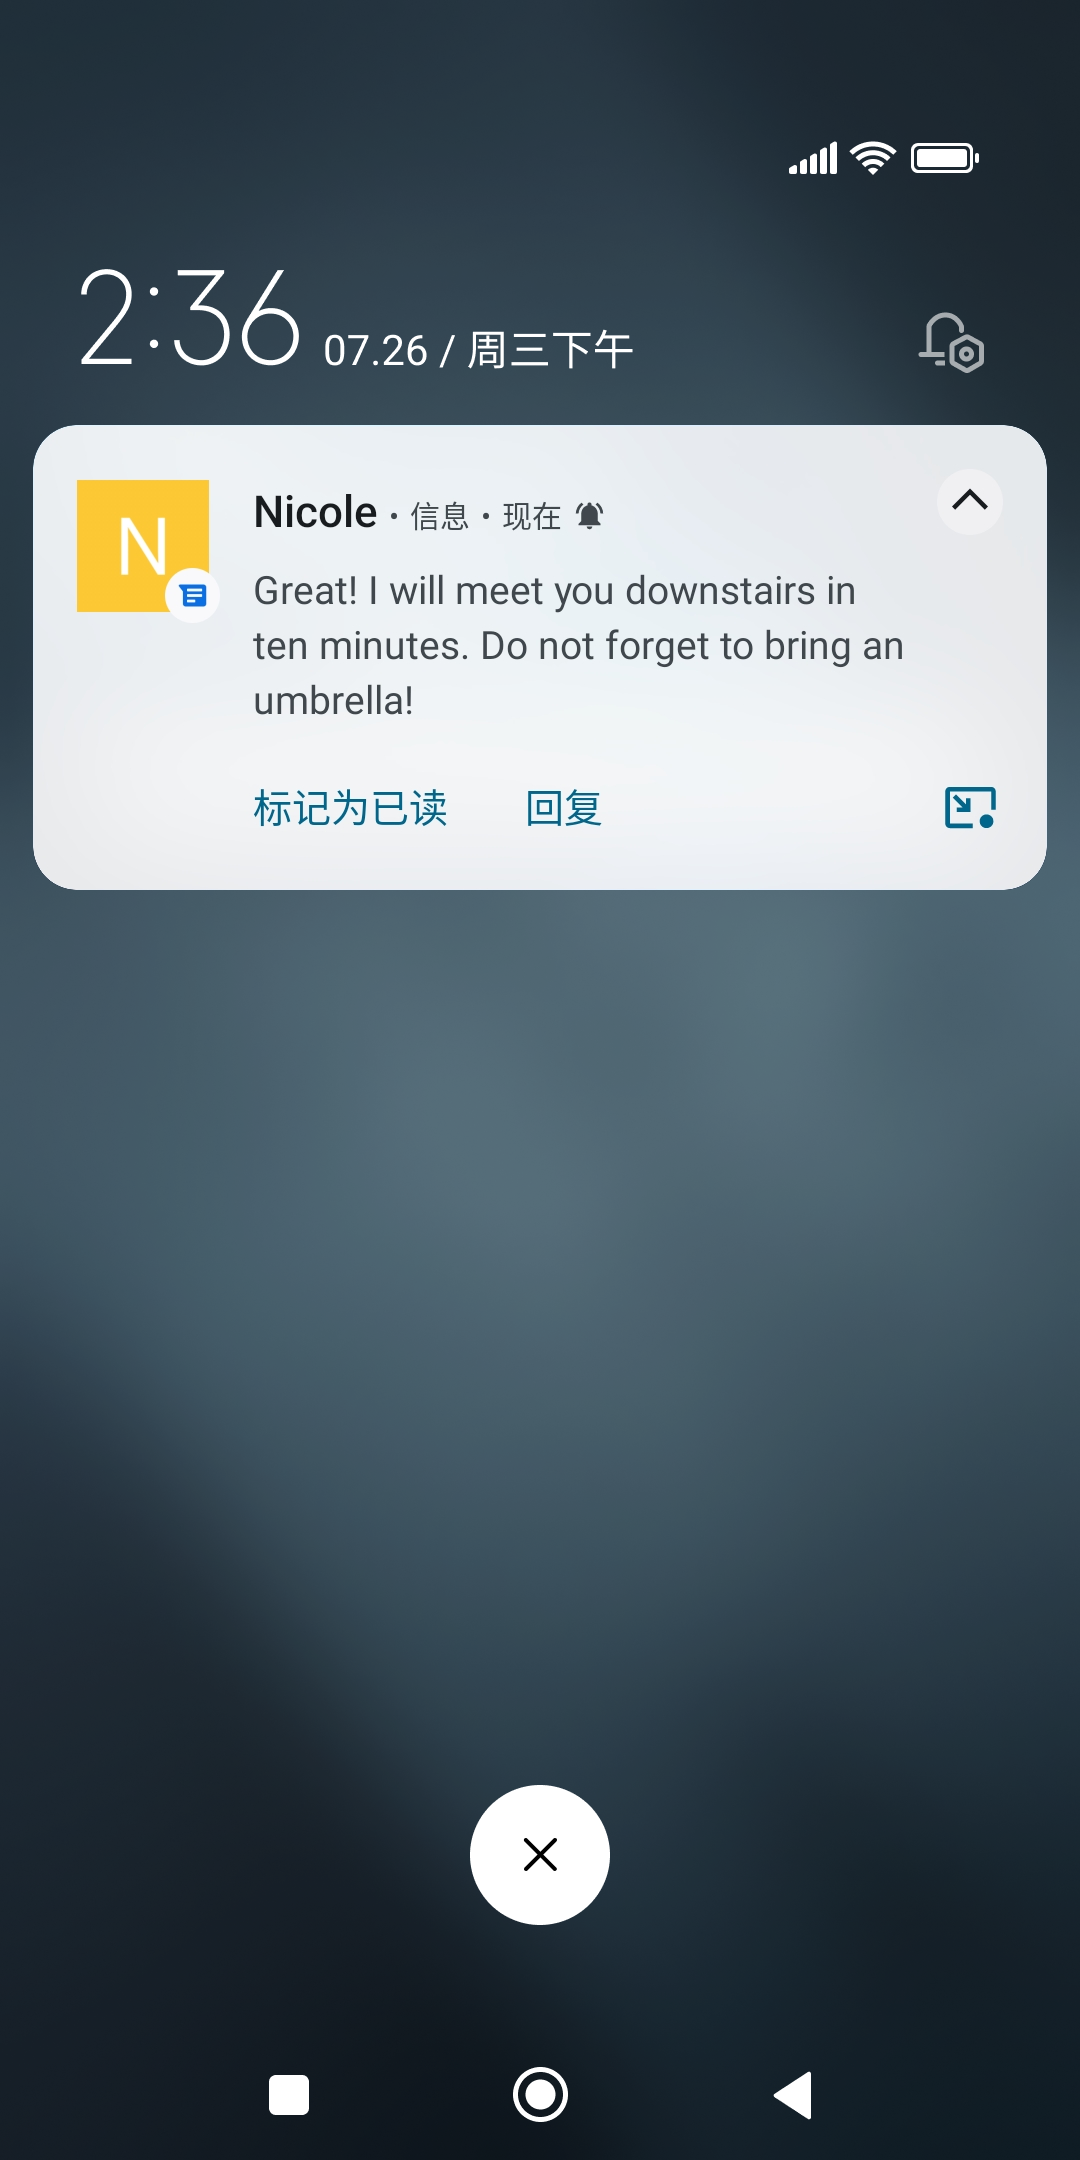 2:36 07.26 / 周三下午
N
Nicole · 信息 · 现在
Great! I will meet you downstairs in
ten minutes. Do not forget to bring an
umbrella!
标记为已读 回复